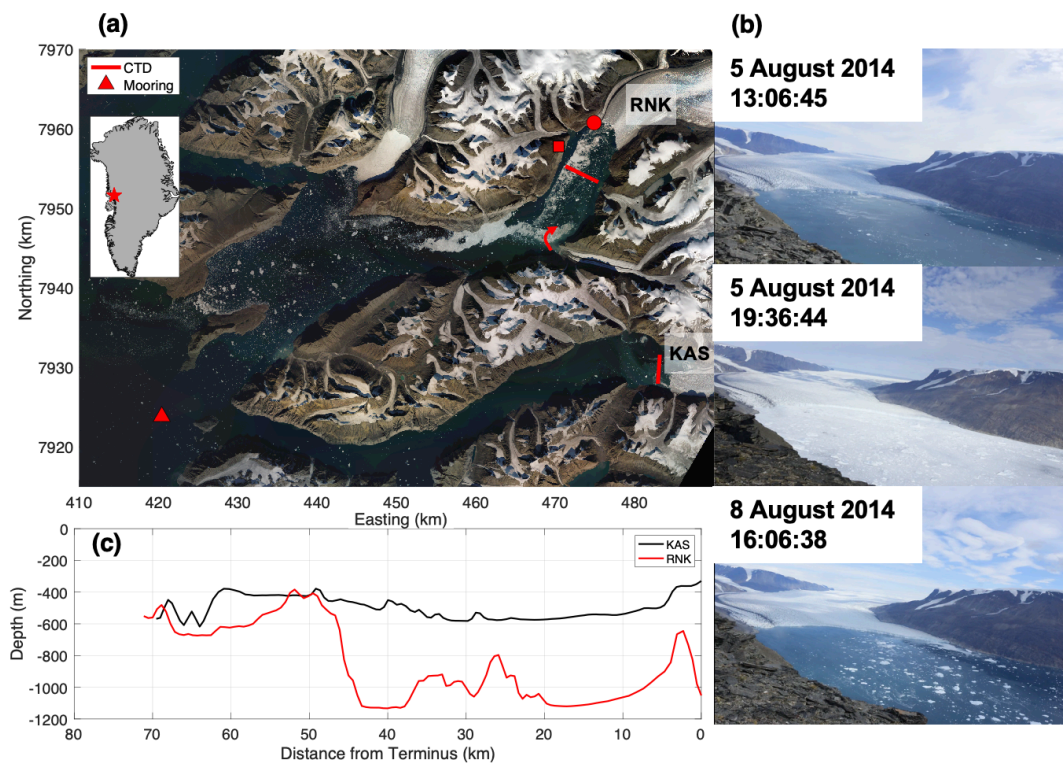 (a)
7970
7960
7950
7940
7930
7920
Northing (km)
CTD
Mooring
RNK
KAS
410
420
430
440
450
460
470
480
Easting (km)
(b)
5 August 2014
13:06:45
5 August 2014
19:36:44
8 August 2014
16:06:38
(c)
0
-200
-400
-600
-800
-1000
-1200
Depth (m)
KAS
RNK
80
70
60
50
40
30
20
10
0
Distance from Terminus (km)